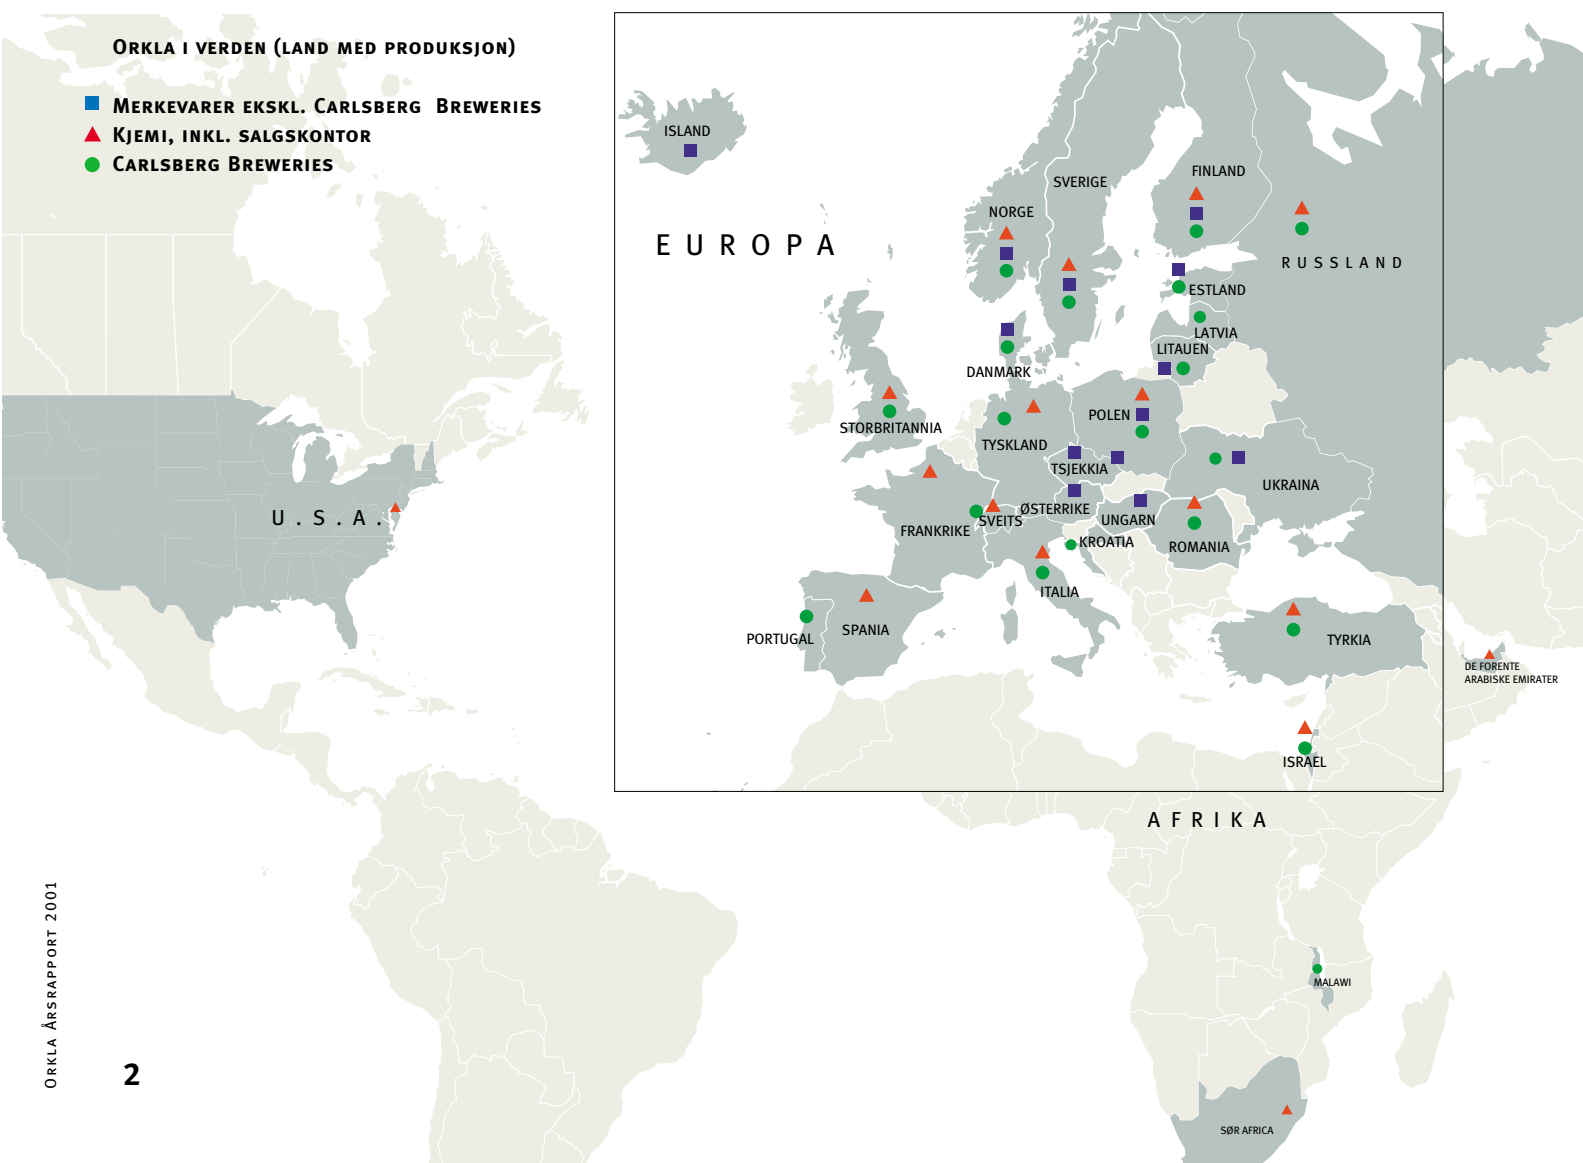 ORKLA I VERDEN (LAND MED PRODUKSJON)
MERKEVARER EKSKL. CARLSBERG BREWERIES
KJEMI, INKL. SALGSKONTOR
CARLSBERG BREWERIES
EUROPA
ISLAND
NORGE
SVERIGE
FINLAND
RUSSLAND
ESTLAND
LATVIA
LITAUEN
DANMARK
STORBRITANNIA
TYSKLAND
POLEN
TSJEKKIA
UKRAINA
FRANKRIKE
SVEITS
ØSTERRIKE
UNGARN
KROATIA
ROMANIA
ITALIA
PORTUGAL
SPANIA
TYRKIA
ISRAEL
U.S.A.
DE FORENTE
ARABISKE EMIRATER
AFRIKA
MALAWI
SØR AFRICA
ORKLA ÅRSRAPPORT 2001
2